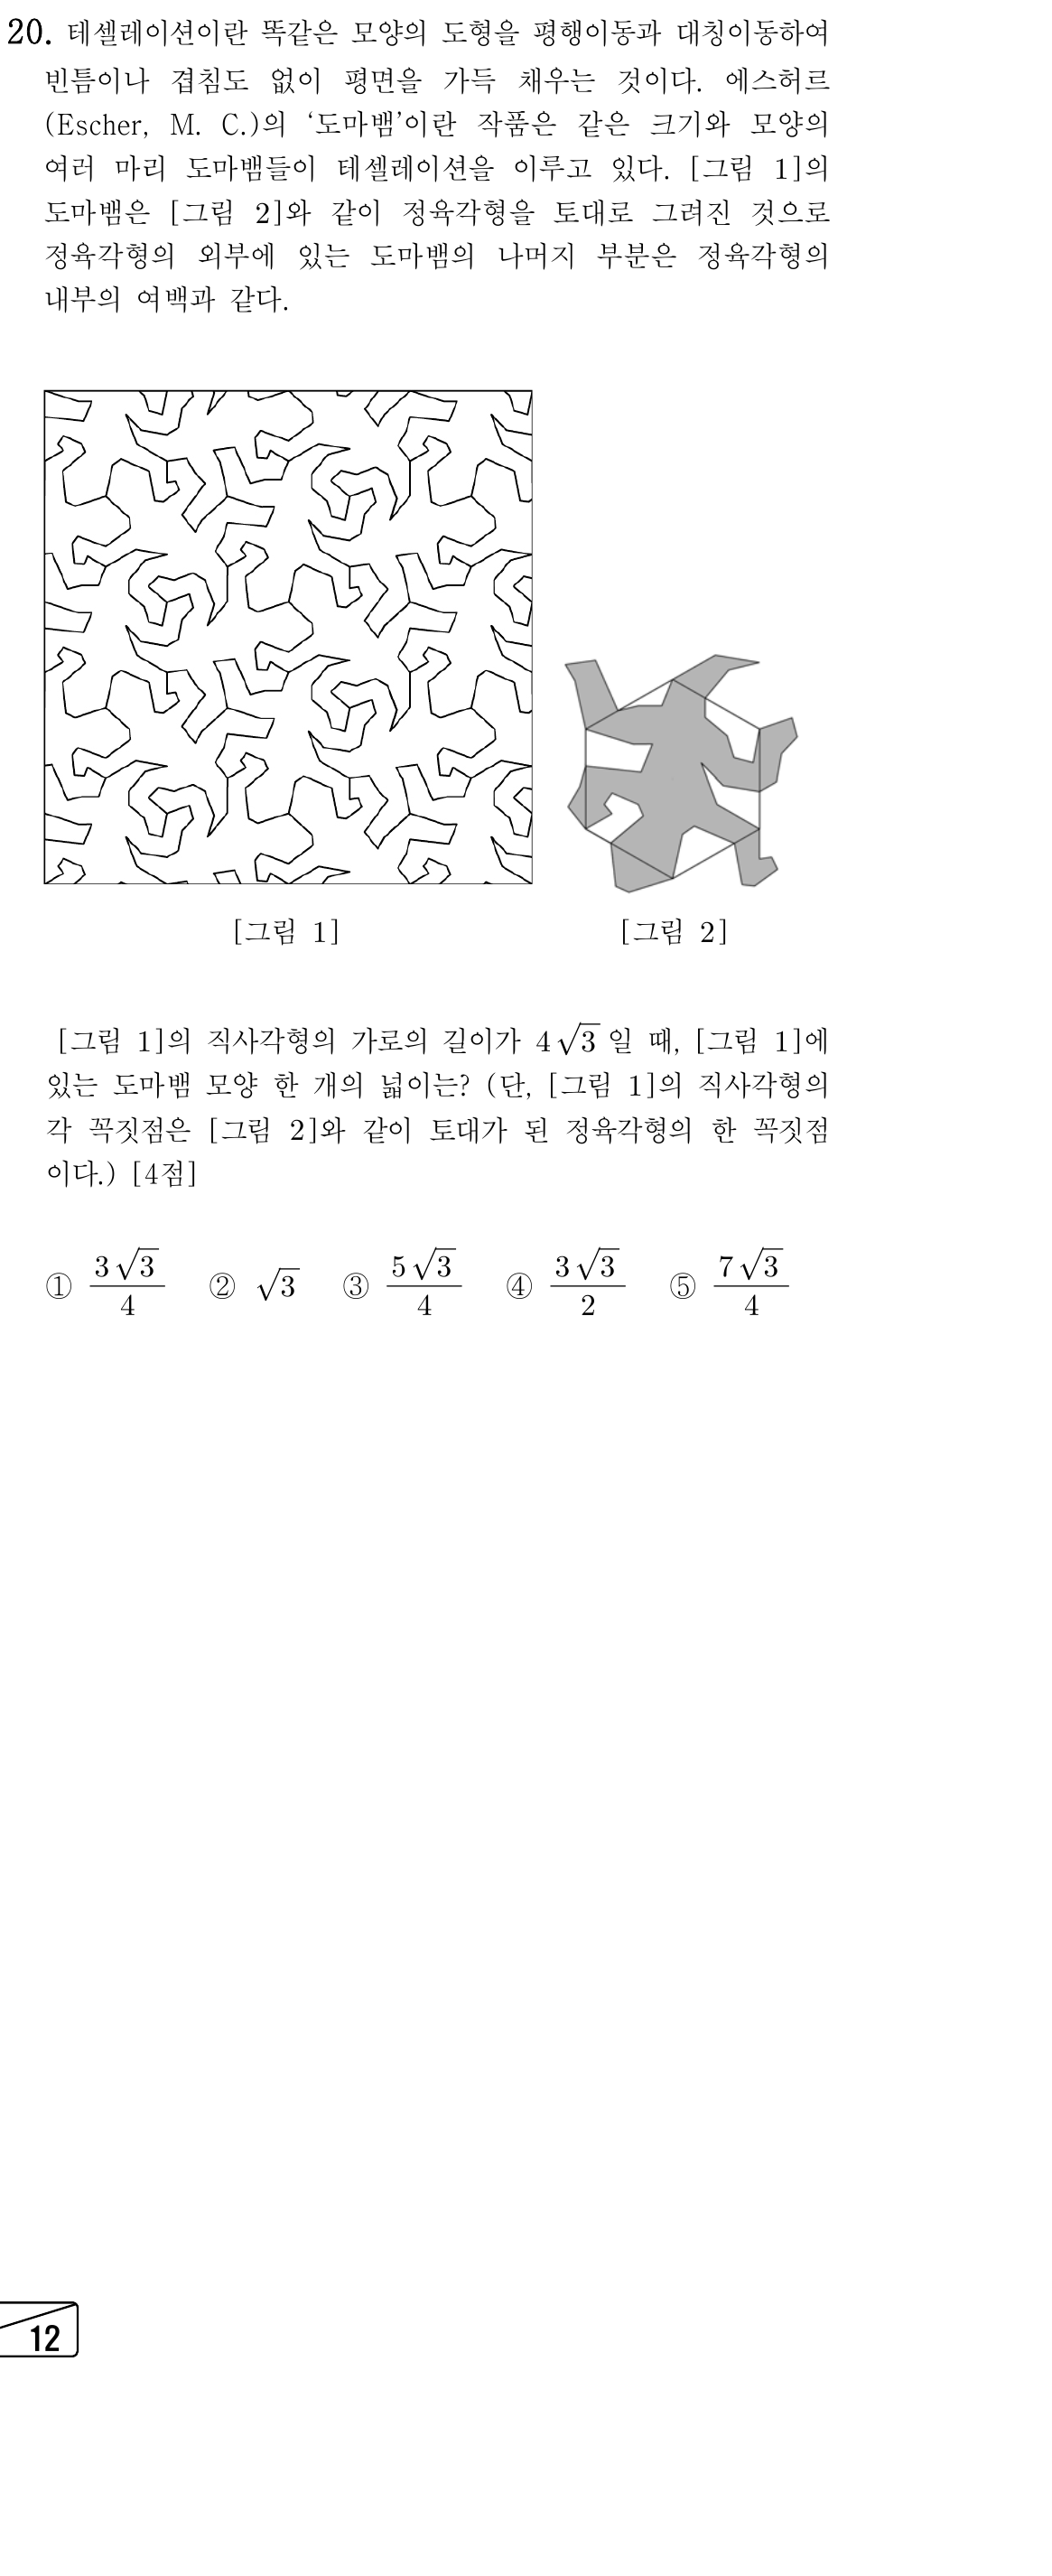 20. 테셀레이션이란 똑같은 모양의 도형을 평행이동과 대칭이동하여
빈틈이나 겹침도 없이 평면을 가득 채우는 것이다. 에스허르
(Escher, M. C.)의 ‘도마뱀’이란 작품은 같은 크기와 모양의
여러 마리 도마뱀들이 테셀레이션을 이루고 있다. [그림 1]의
도마뱀은 [그림 2]와 같이 정육각형을 토대로 그려진 것으로
정육각형의 외부에 있는 도마뱀의 나머지 부분은 정육각형의
내부의 여백과 같다.
[그림 1] [그림 2]
[그림 1]의 직사각형의 가로의 길이가 4√3 일 때, [그림 1]에
있는 도마뱀 모양 한 개의 넓이는? (단, [그림 1]의 직사각형의
각 꼭짓점은 [그림 2]와 같이 토대가 된 정육각형의 한 꼭짓점
이다.) [4점]
① 3√3/4 ② √3 ③ 5√3/4 ④ 3√3/2 ⑤ 7√3/4
12